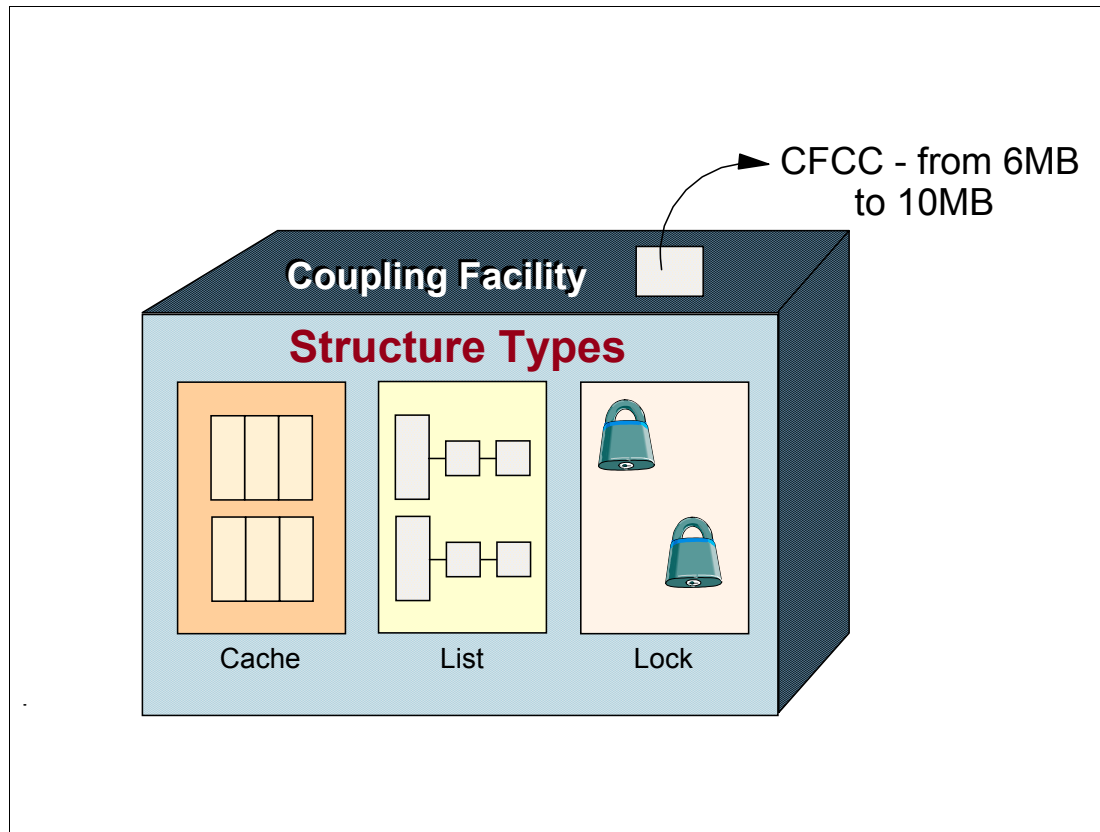 CFCC - from 6MB
to 10MB
Coupling Facility
Structure Types
Cache
List
Lock